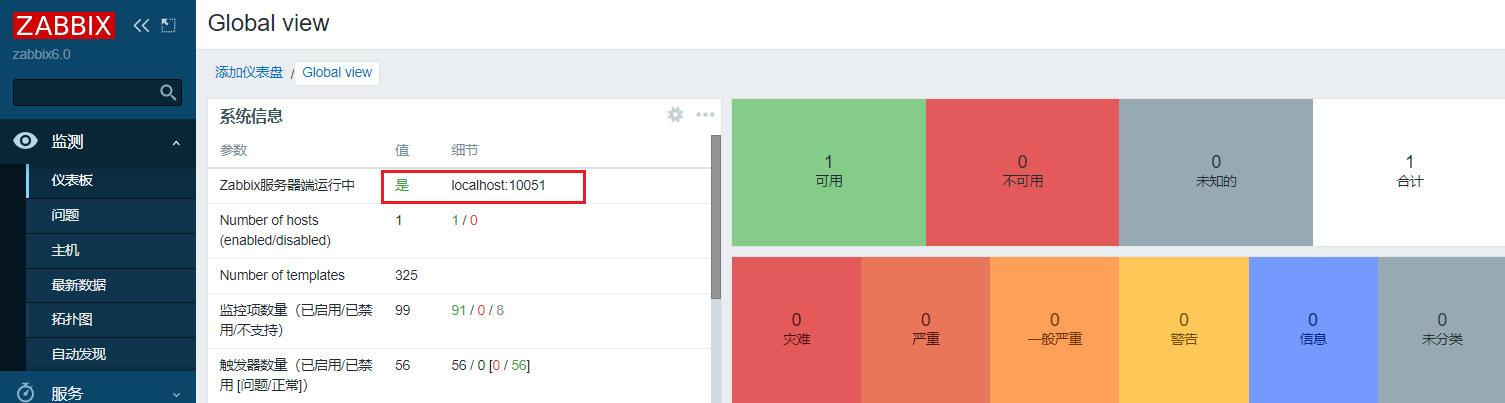 ZABBIX
zabbix6.0
监测
仪表板
问题
主机
最新数据
拓扑图
自动发现
服务
Global view
添加仪表盘 / Global view
系统信息
参数 值 细节
Zabbix服务器端运行中 是 localhost:10051
Number of hosts 1 1 / 0
(enabled/disabled)
Number of templates 325
监控项数量（已启用/已禁 99 91 / 0 / 8
用/不支持）
触发器数量（已启用/已禁 56 56 / 0 [0 / 56]
用 [问题/正常]）
1 0 0 1
可用 不可用 未知的 合计
0 0 0 0 0 0
灾难 严重 一般严重 警告 信息 未分类